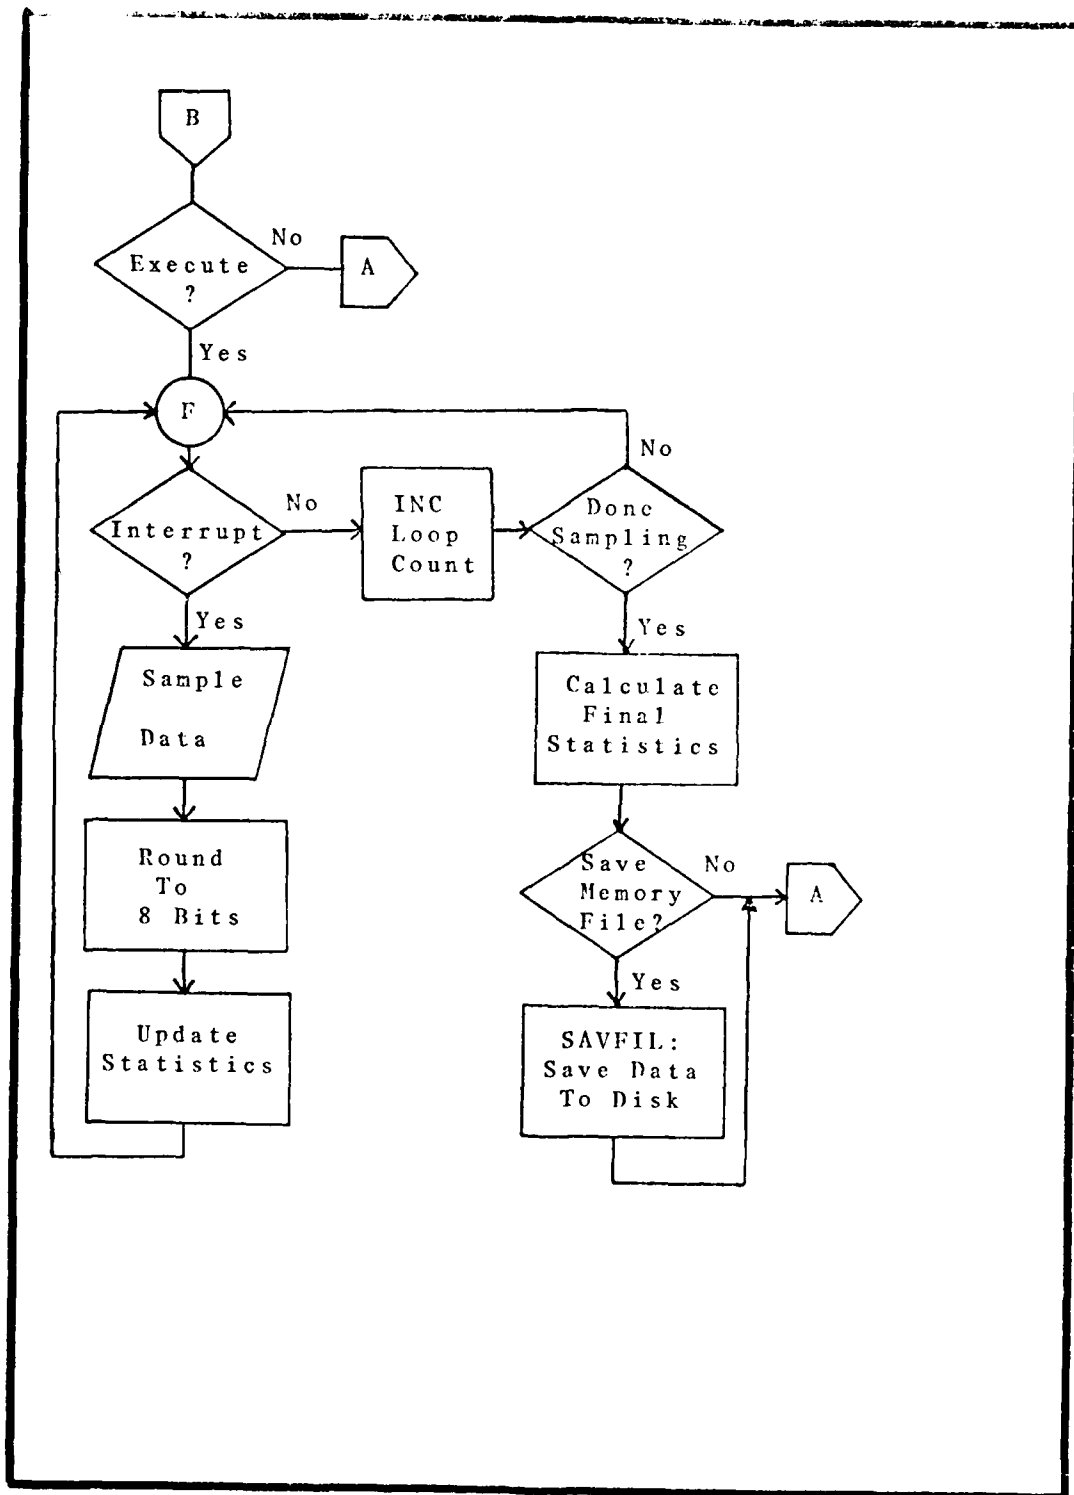 B
Execute
?
No
A
Yes
F
Interrupt
?
No
INC
Loop
Count
Done
Sampling
?
No
Yes
Sample
Data
Round
To
8 Bits
Update
Statistics
Yes
Calculate
Final
Statistics
Save
Memory
File?
No
A
Yes
SAVFIL:
Save Data
To Disk